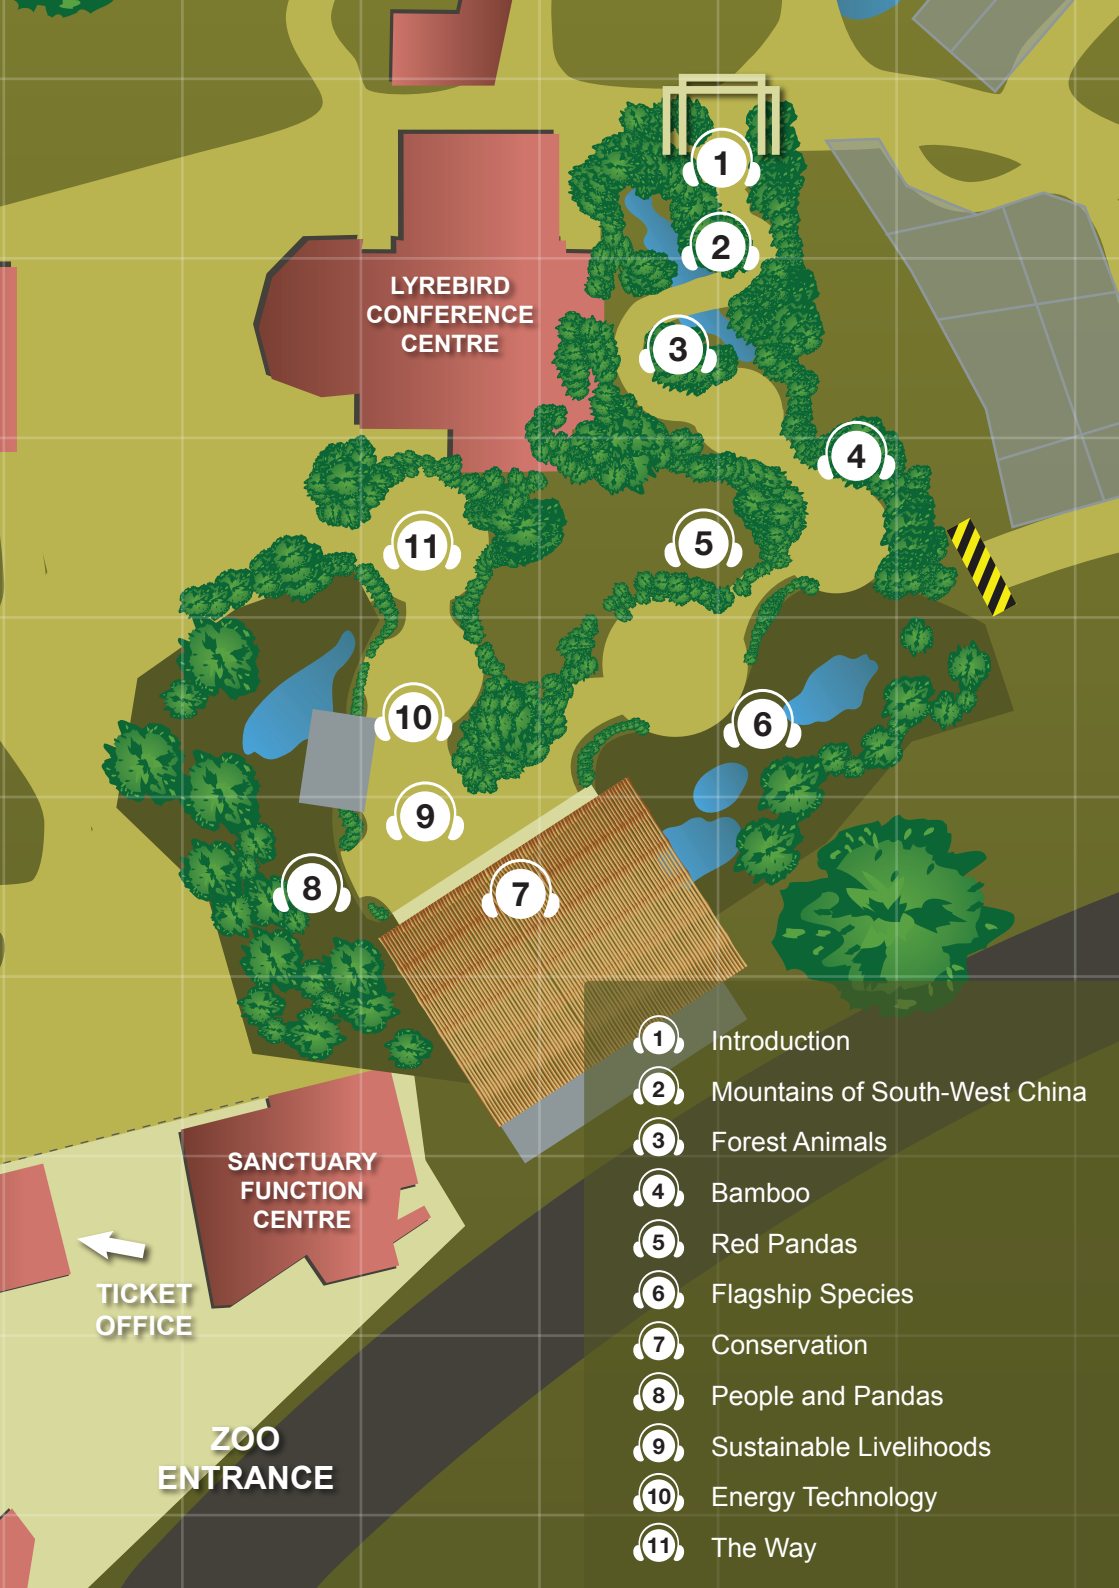 1
2
LYREBIRD
CONFERENCE
CENTRE
3
4
5
11
6
10
9
8
7
SANCTUARY
FUNCTION
CENTRE
TICKET
OFFICE
ZOO
ENTRANCE
1 Introduction
2 Mountains of South-West China
3 Forest Animals
4 Bamboo
5 Red Pandas
6 Flagship Species
7 Conservation
8 People and Pandas
9 Sustainable Livelihoods
10 Energy Technology
11 The Way